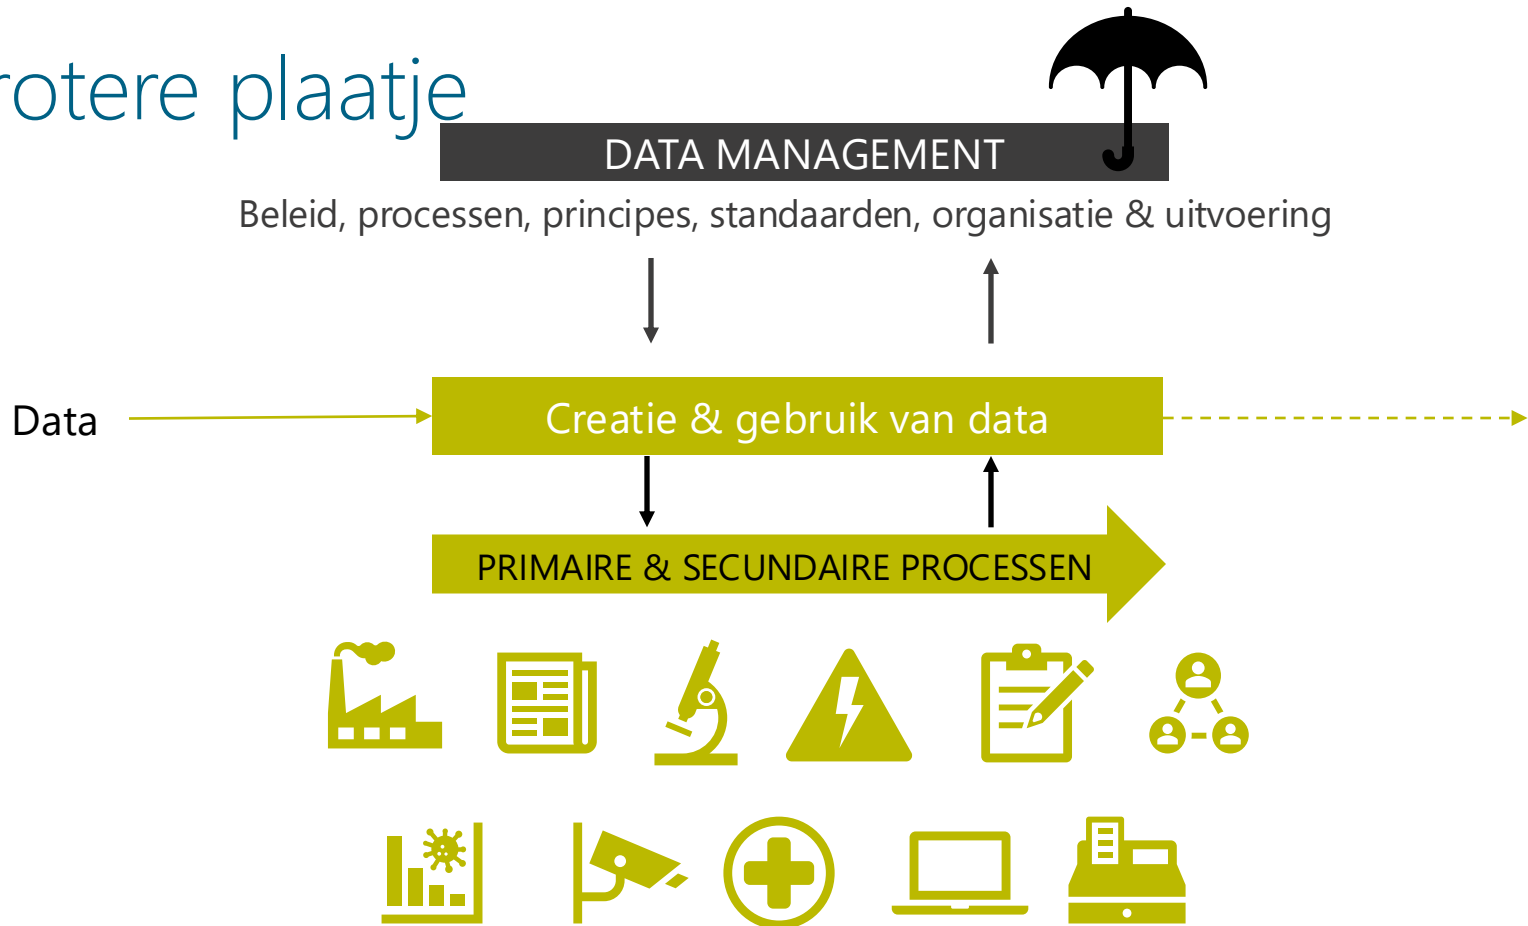 rotere plaatje
DATA MANAGEMENT
Beleid, processen, principes, standaarden, organisatie & uitvoering
Data
Creatie & gebruik van data
PRIMAIRE & SECUNDAIRE PROCESSEN